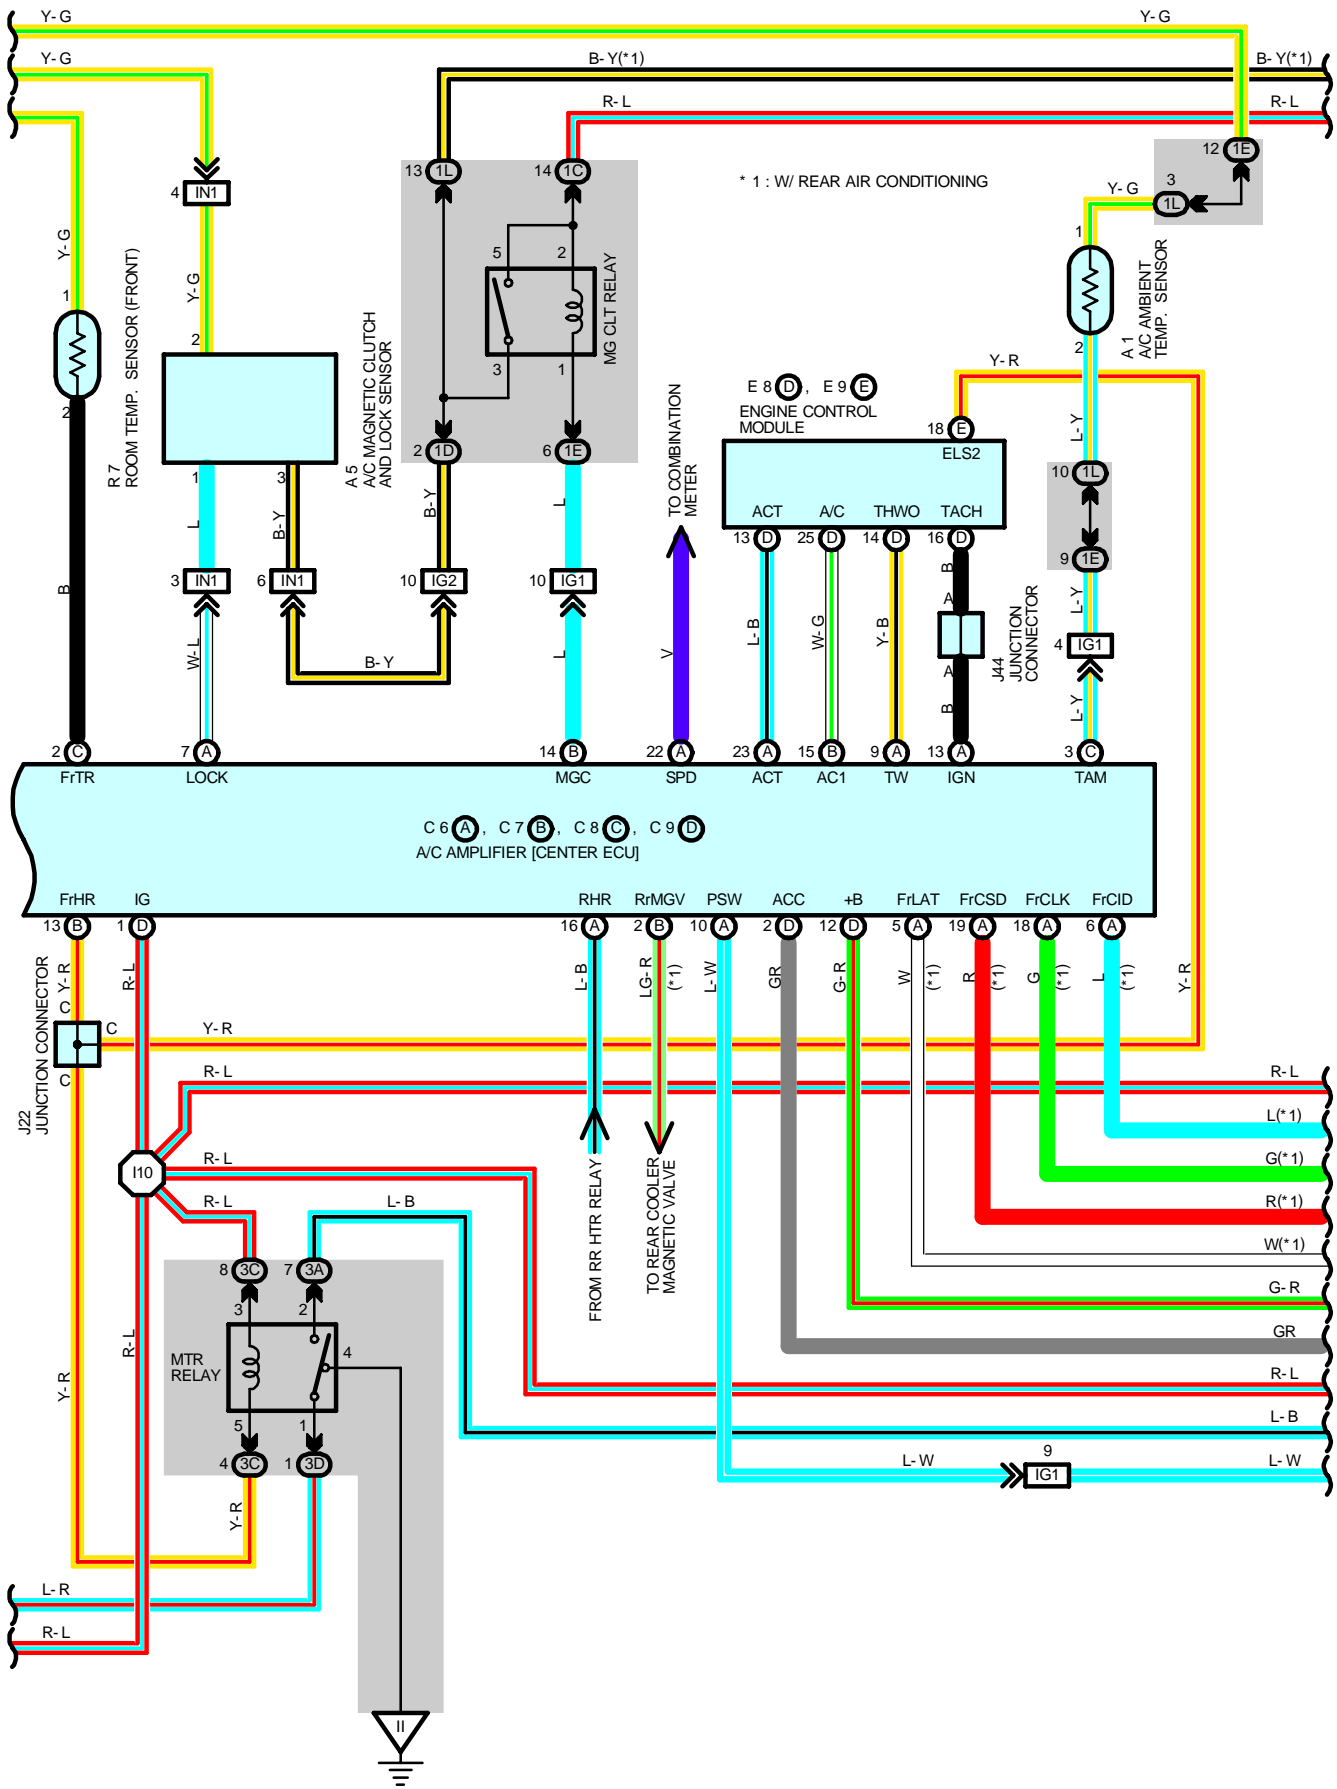 Y-G
Y-G
Y-G
B-Y(*1)
B-Y(*1)
R-L
R-L
12 1E
13 1L
14 1C
* 1 : W/ REAR AIR CONDITIONING
3
1L
Y-G
4 IN1
Y-G
Y-G
1
2
R 7
ROOM TEMP. SENSOR (FRONT)
5
2
3
1
MG CLT RELAY
A 5
A/C MAGNETIC CLUTCH
AND LOCK SENSOR
1
2
A 1
A/C AMBIENT
TEMP. SENSOR
2
1
3
Y-R
E 8 D, E 9 E
ENGINE CONTROL
MODULE
18 E
ELS2
ACT
A/C
THWO
TACH
13 D
25 D
14 D
16 D
TO COMBINATION
METER
2 1D
6 1E
L-Y
10 1L
9 1E
L
B-Y
B-Y
L
B
3 IN1
6 IN1
10 IG2
10 IG1
B
A
A
B
J44
JUNCTION
CONNECTOR
L-Y
4 IG1
L-Y
W-L
B-Y
L
V
L-B
W-G
Y-B
2 C
7 A
14 B
22 A
23 A
15 B
9 A
13 A
3 C
FrTR
LOCK
MGC
SPD
ACT
AC1
TW
IGN
TAM
C 6 A, C 7 B, C 8 C, C 9 D
A/C AMPLIFIER [CENTER ECU]
FrHR
IG
RHR
RrMGV
PSW
ACC
+B
FrLAT
FrCSD
FrCLK
FrCID
13 B
1 D
16 A
2 B
10 A
2 D
12 D
5 A
19 A
18 A
6 A
Y-R
R-L
L-B
LG-R
(*1)
L-W
GR
G-R
W
(*1)
R
(*1)
G
(*1)
L
(*1)
Y-R
C
C
C
J22
JUNCTION CONNECTOR
Y-R
R-L
R-L
L(*1)
I10
R-L
G(*1)
R-L
L-B
R(*1)
FROM RR HTR RELAY
TO REAR COOLER
MAGNETIC VALVE
W(*1)
8 3C
7 3A
G-R
3
2
GR
MTR
RELAY
4
R-L
Y-R
R-L
5
1
L-B
4 3C
1 3D
L-W
9
IG1
L-W
Y-R
L-R
R-L
II